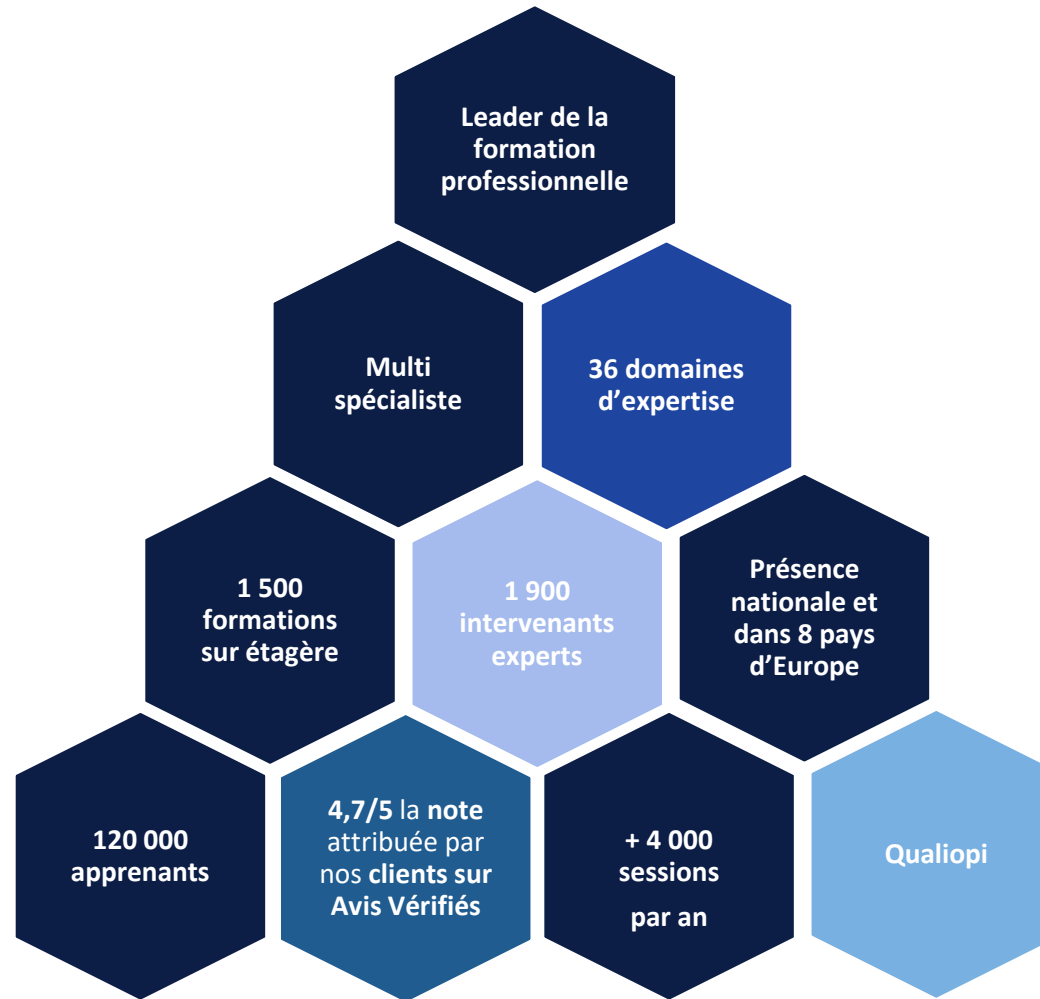 Leader de la
formation
professionnelle
Multi
spécialiste
36 domaines
d’expertise
1 500
formations
sur étagère
1 900
intervenants
experts
Présence
nationale et
dans 8 pays
d’Europe
120 000
apprenants
4,7/5 la note
attribuée par
nos clients sur
Avis Vérifiés
+ 4 000
sessions
par an
Qualiopi